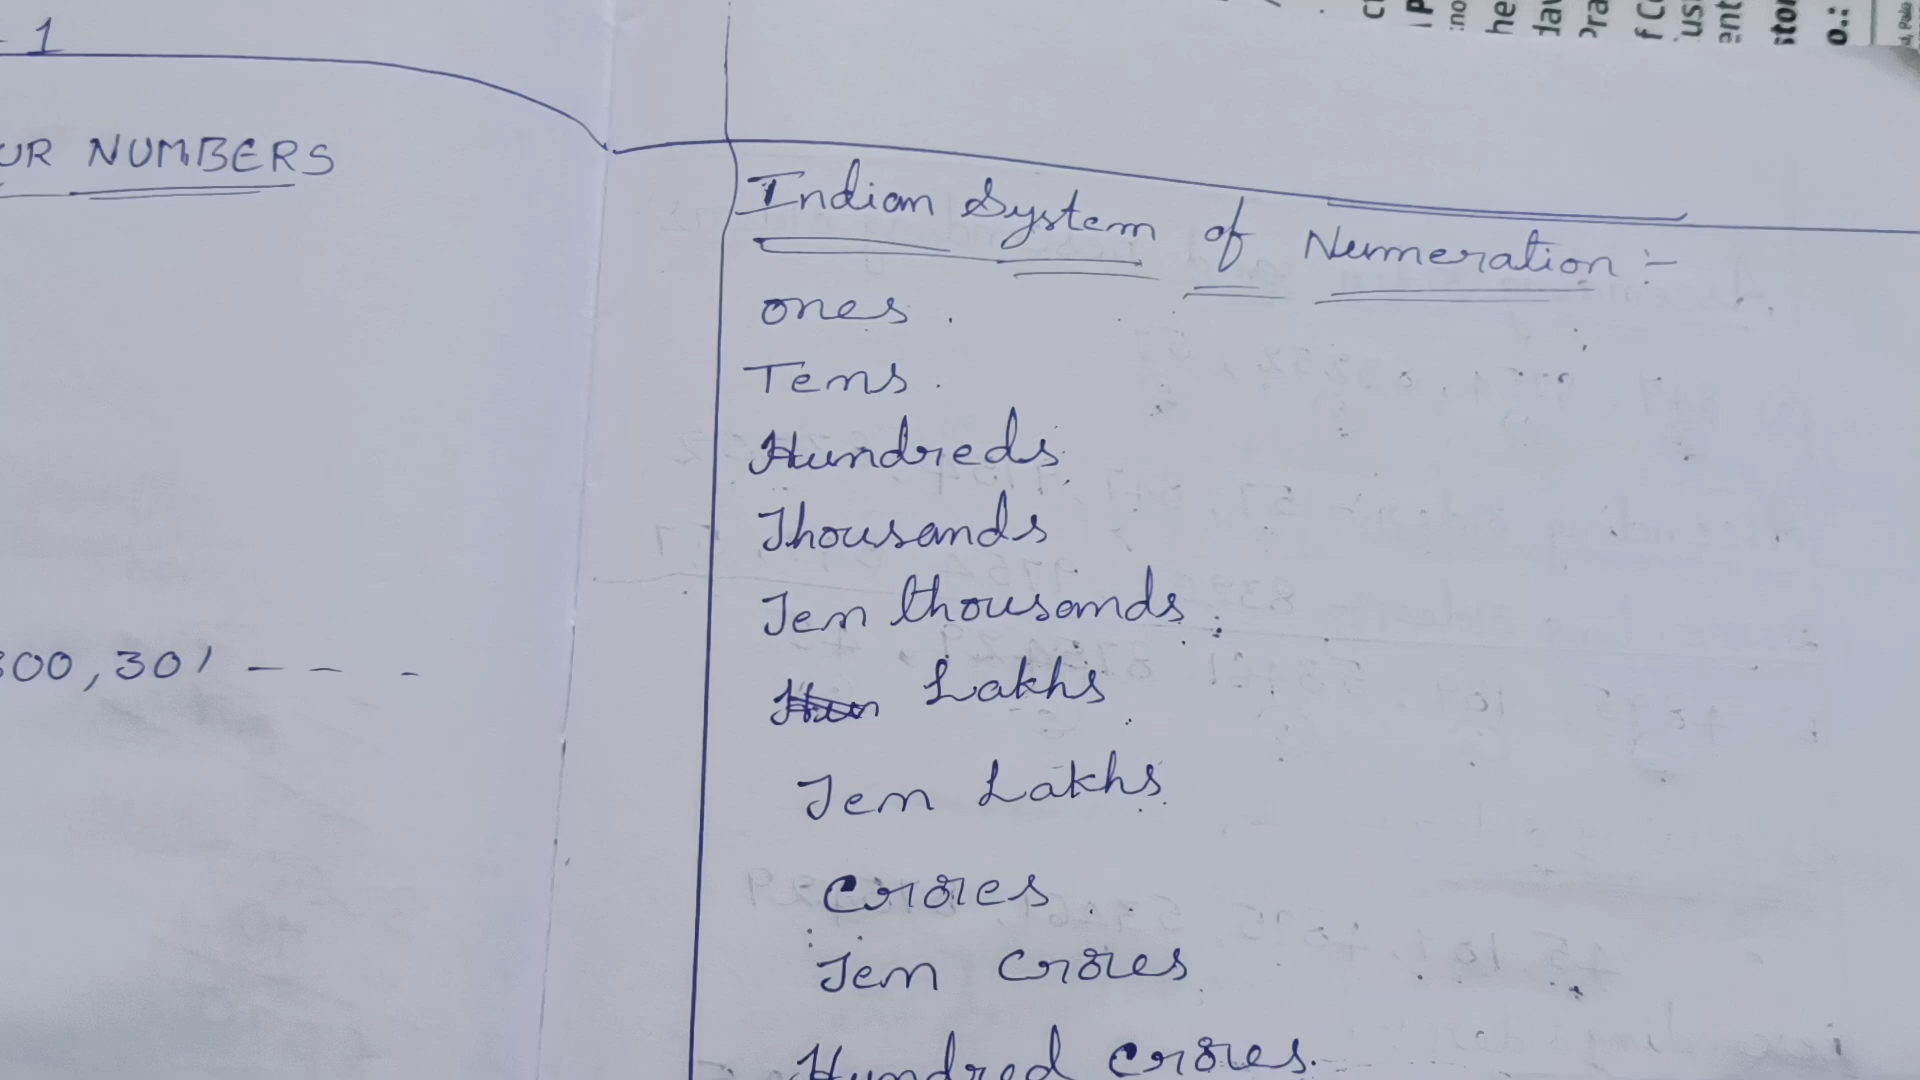 - 1
UR NUMBERS
300, 301 - - -
Indian System of Numeration :-
ones.
Tens.
Hundreds
Thousands
Ten thousands
Lakhs
Ten Lakhs
Crores
Ten Crores
Hundred Crores.